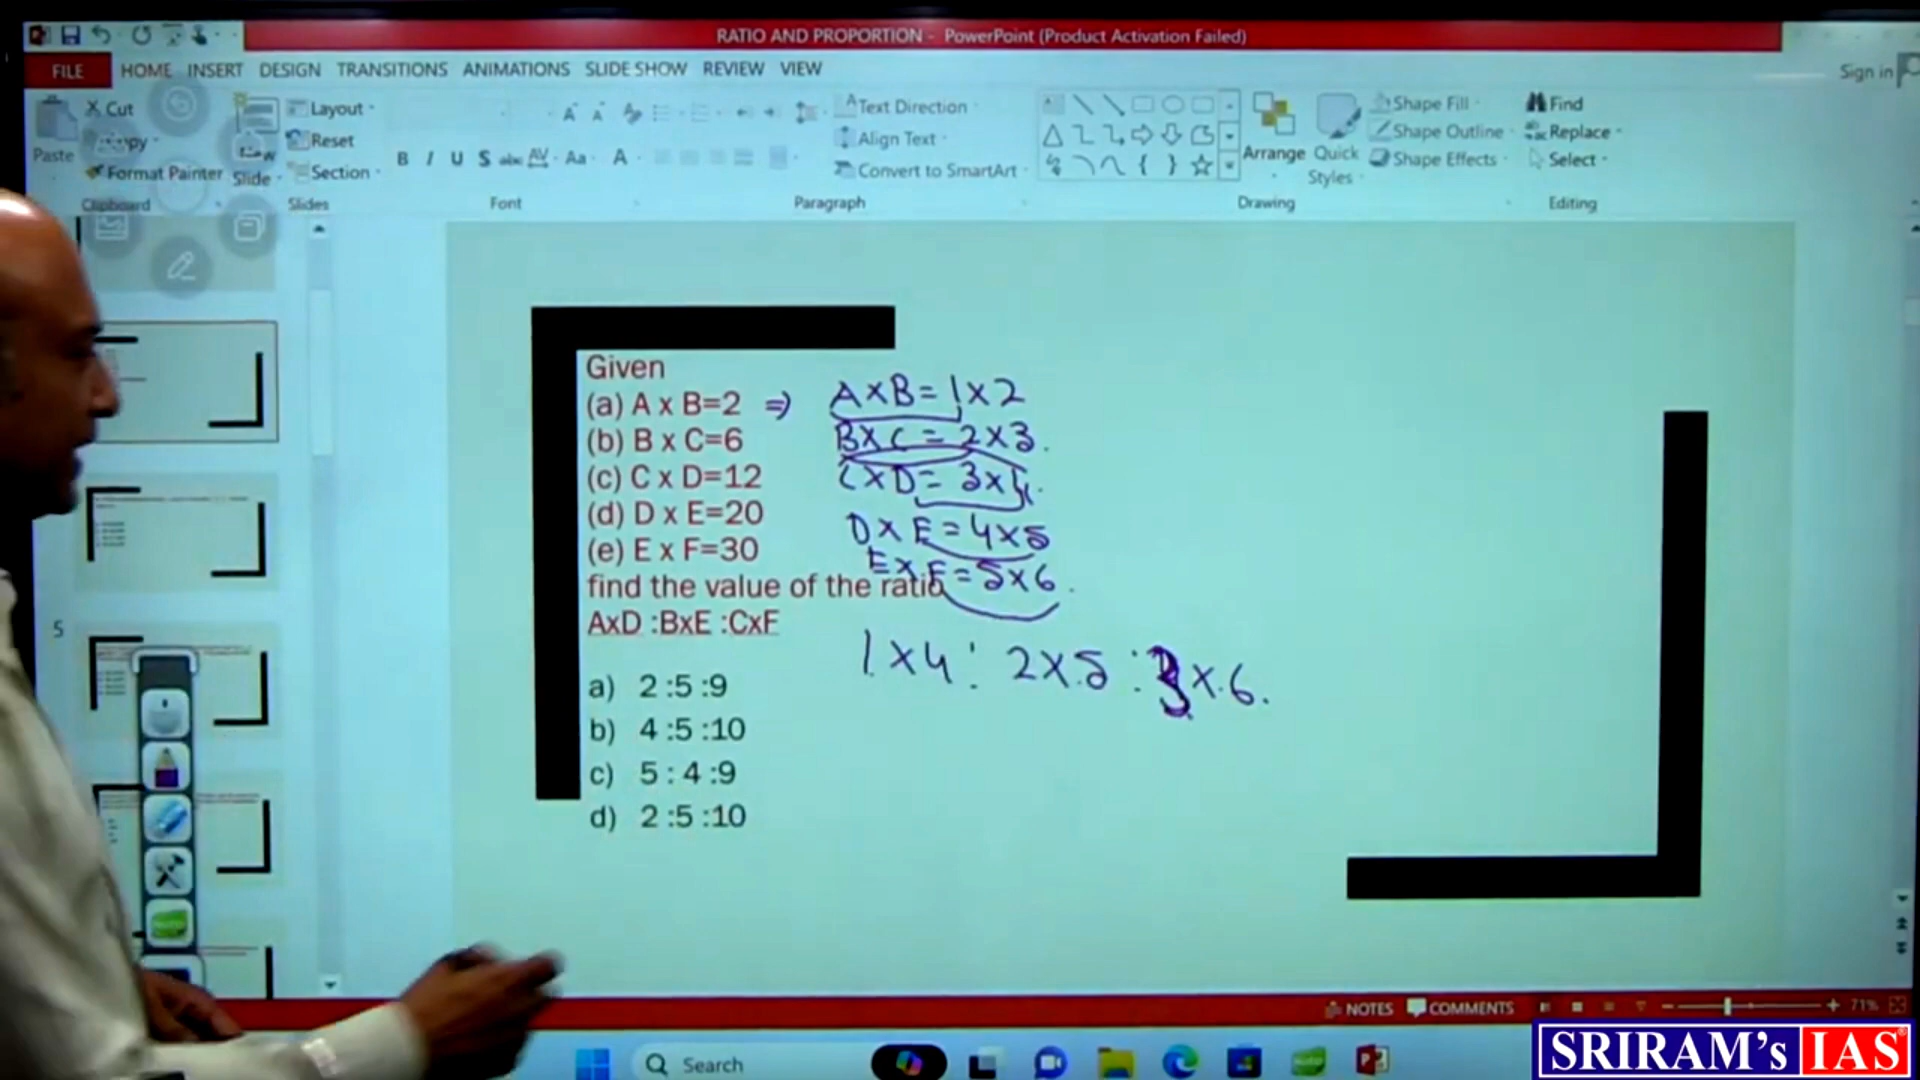 RATIO AND PROPORTION - PowerPoint (Product Activation Failed)
FILE HOME INSERT DESIGN TRANSITIONS ANIMATIONS SLIDE SHOW REVIEW VIEW
Sign in
Cut
Format Painter
Paste
Clipboard
Layout
Reset
Section
Slide
Slides
B I U S abc AV Aa A
Font
Text Direction
Align Text
Convert to SmartArt
Paragraph
Arrange
Quick Styles
Shape Fill
Shape Outline
Shape Effects
Drawing
Find
Replace
Select
Editing
5
Given
(a) A x B=2 ⇒ A×B=1×2
(b) B x C=6 B×C=2×3
(c) C x D=12 C×D=3×4
(d) D x E=20 D×E=4×5
(e) E x F=30 E×F=5×6
find the value of the ratio
AxD :BxE :CxF
1×4 : 2×5 : 3×6
a) 2 :5 :9
b) 4 :5 :10
c) 5 : 4 :9
d) 2 :5 :10
NOTES COMMENTS 71%
Search
SRIRAM's IAS